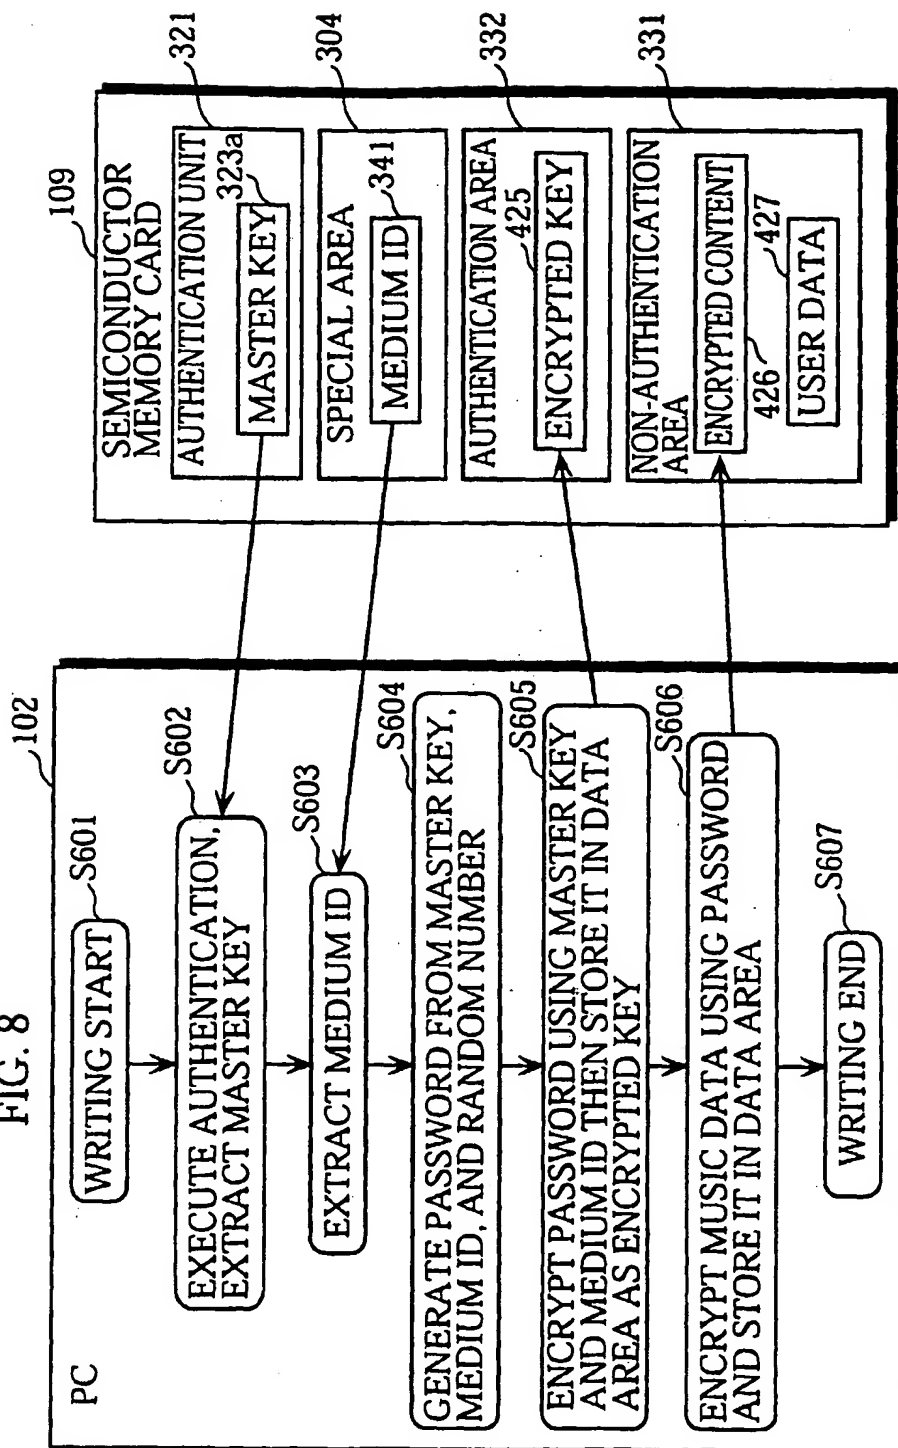 FIG. 8
PC
102
WRITING START
S601
EXECUTE AUTHENTICATION,
EXTRACT MASTER KEY
S602
EXTRACT MEDIUM ID
S603
GENERATE PASSWORD FROM MASTER KEY,
MEDIUM ID, AND RANDOM NUMBER
S604
ENCRYPT PASSWORD USING MASTER KEY
AND MEDIUM ID THEN STORE IT IN DATA
AREA AS ENCRYPTED KEY
S605
ENCRYPT MUSIC DATA USING PASSWORD
AND STORE IT IN DATA AREA
S606
WRITING END
S607
109
SEMICONDUCTOR
MEMORY CARD
AUTHENTICATION UNIT
321
323a
MASTER KEY
SPECIAL AREA
304
341
MEDIUM ID
AUTHENTICATION AREA
332
425
ENCRYPTED KEY
NON-AUTHENTICATION
AREA
331
ENCRYPTED CONTENT
426
427
USER DATA